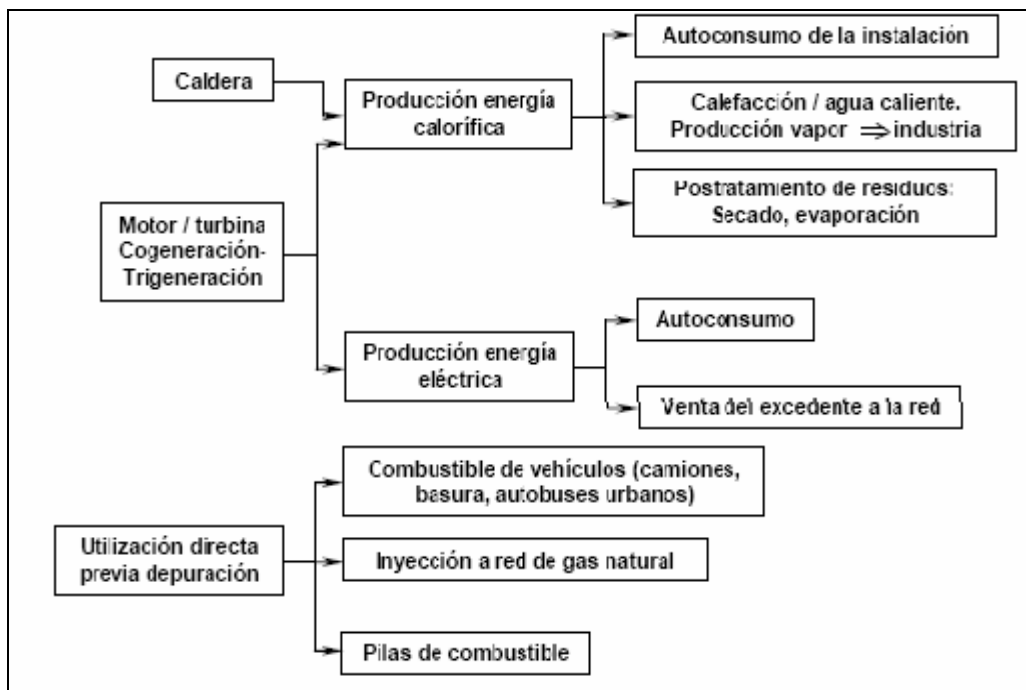 Autoconsumo de la instalación
Caldera
Producción energía
calorífica
Calefacción / agua caliente.
Producción vapor ⇒ industria
Postratamiento de residuos:
Secado, evaporación
Motor / turbina
Cogeneración-
Trigeneración
Producción energía
eléctrica
Autoconsumo
Venta del excedente a la red
Combustible de vehículos (camiones,
basura, autobuses urbanos)
Utilización directa
previa depuración
Inyección a red de gas natural
Pilas de combustible